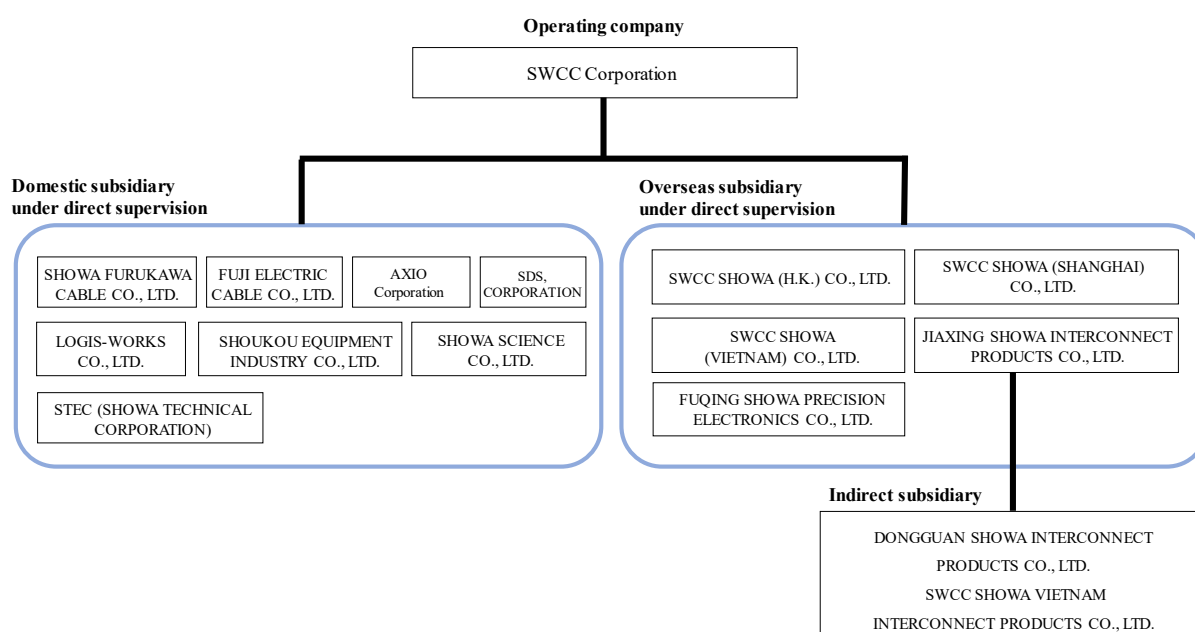 Operating company
SWCC Corporation
Domestic subsidiary
under direct supervision
SHOWA FURUKAWA
CABLE CO., LTD.
FUJI ELECTRIC
CABLE CO., LTD.
AXIO
Corporation
SDS,
CORPORATION
LOGIS-WORKS
CO., LTD.
SHOUKOU EQUIPMENT
INDUSTRY CO., LTD.
SHOWA SCIENCE
CO., LTD.
STEC (SHOWA TECHNICAL
CORPORATION)
Overseas subsidiary
under direct supervision
SWCC SHOWA (H.K.) CO., LTD.
SWCC SHOWA (SHANGHAI)
CO., LTD.
SWCC SHOWA
(VIETNAM) CO., LTD.
JIAXING SHOWA INTERCONNECT
PRODUCTS CO., LTD.
FUQING SHOWA PRECISION
ELECTRONICS CO., LTD.
Indirect subsidiary
DONGGUAN SHOWA INTERCONNECT
PRODUCTS CO., LTD.
SWCC SHOWA VIETNAM
INTERCONNECT PRODUCTS CO., LTD.